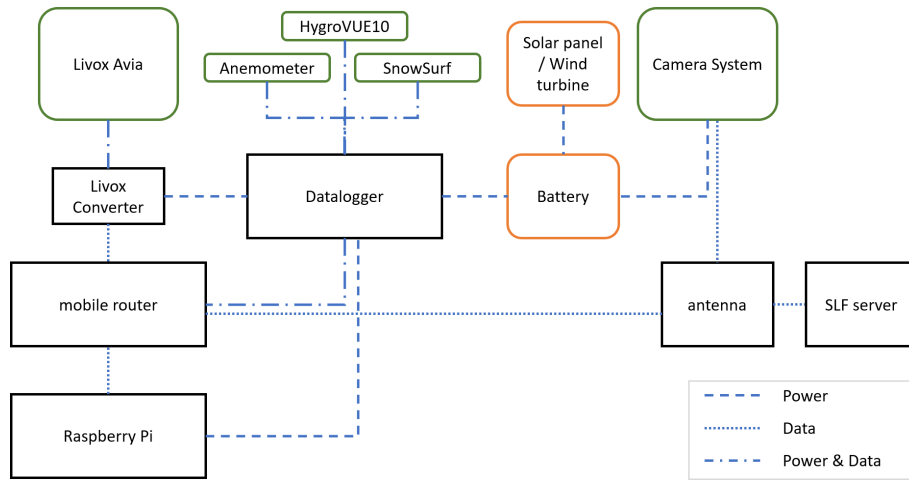 HygroVUE10
Livox Avia
Anemometer
SnowSurf
Solar panel
/ Wind
turbine
Camera System
Livox
Converter
Datalogger
Battery
mobile router
antenna
SLF server
Raspberry Pi
Power
Data
Power & Data